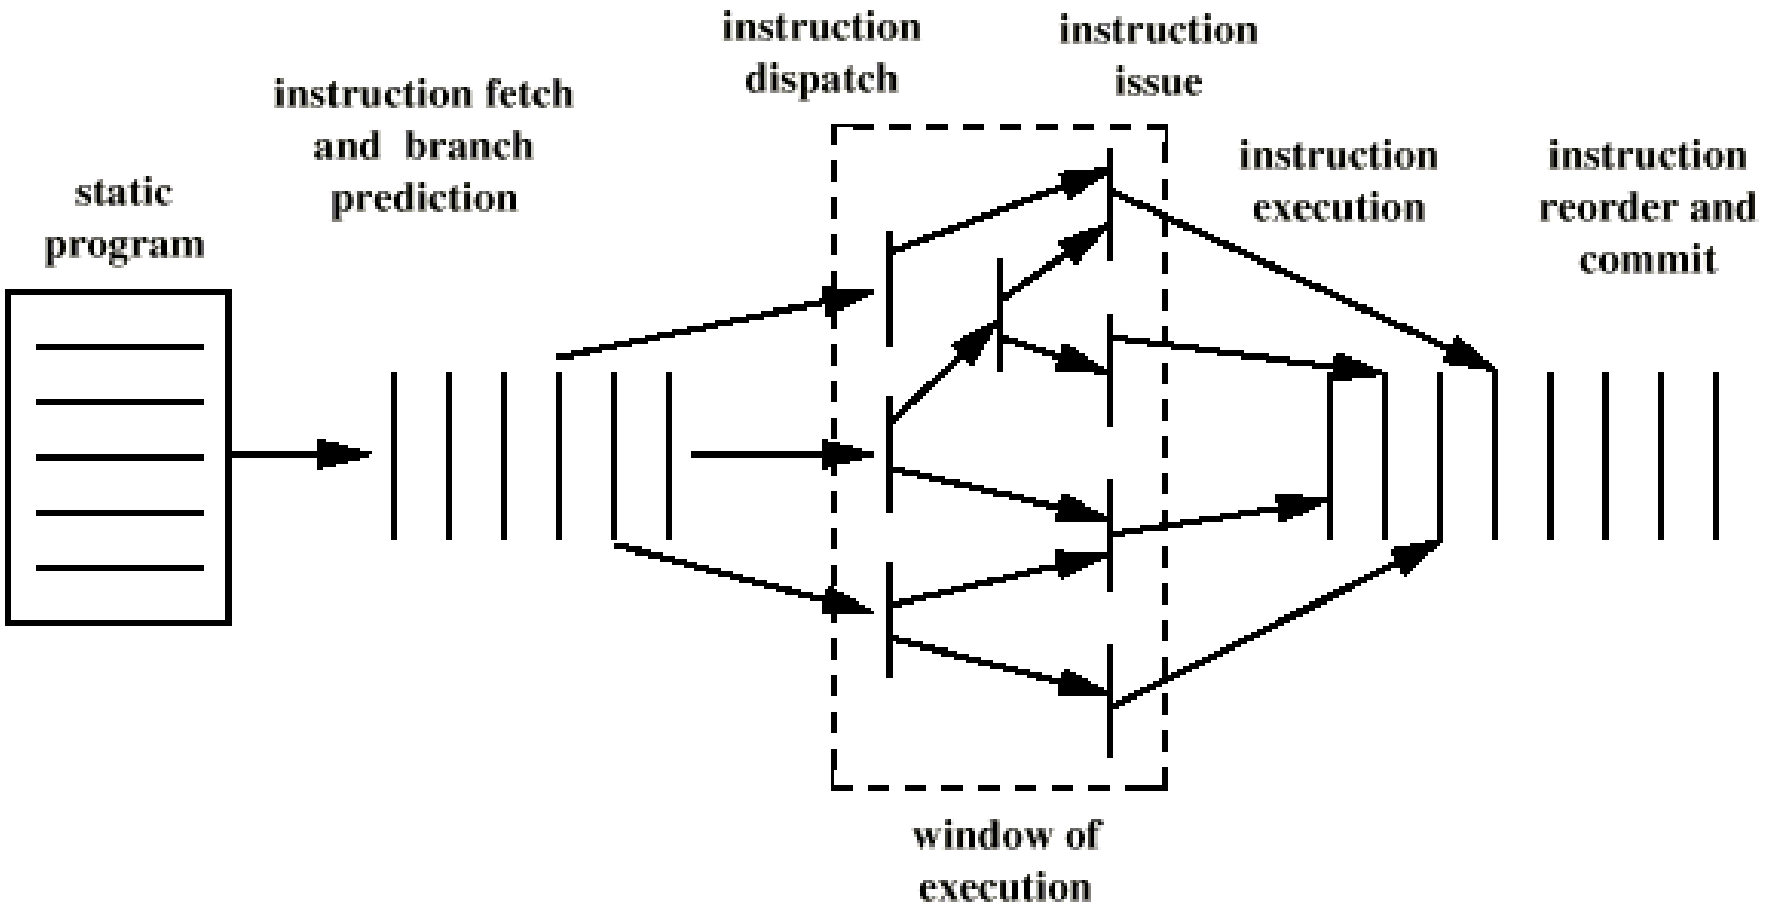 static
program
instruction fetch
and branch
prediction
instruction
dispatch
instruction
issue
instruction
execution
instruction
reorder and
commit
window of
execution